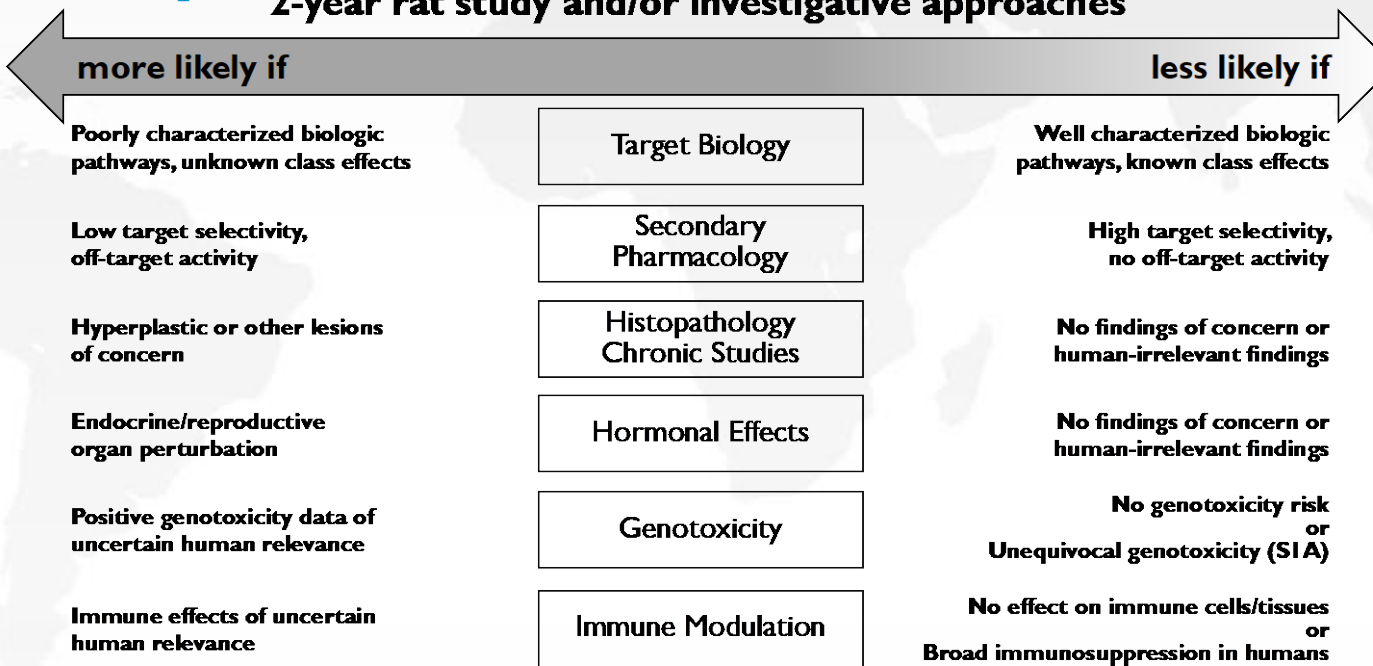 2-year rat study and/or investigative approaches
more likely if
less likely if
Poorly characterized biologic
pathways, unknown class effects
Target Biology
Well characterized biologic
pathways, known class effects
Low target selectivity,
off-target activity
Secondary
Pharmacology
High target selectivity,
no off-target activity
Hyperplastic or other lesions
of concern
Histopathology
Chronic Studies
No findings of concern or
human-irrelevant findings
Endocrine/reproductive
organ perturbation
Hormonal Effects
No findings of concern or
human-irrelevant findings
Positive genotoxicity data of
uncertain human relevance
Genotoxicity
No genotoxicity risk
or
Unequivocal genotoxicity (S1A)
Immune effects of uncertain
human relevance
Immune Modulation
No effect on immune cells/tissues
or
Broad immunosuppression in humans